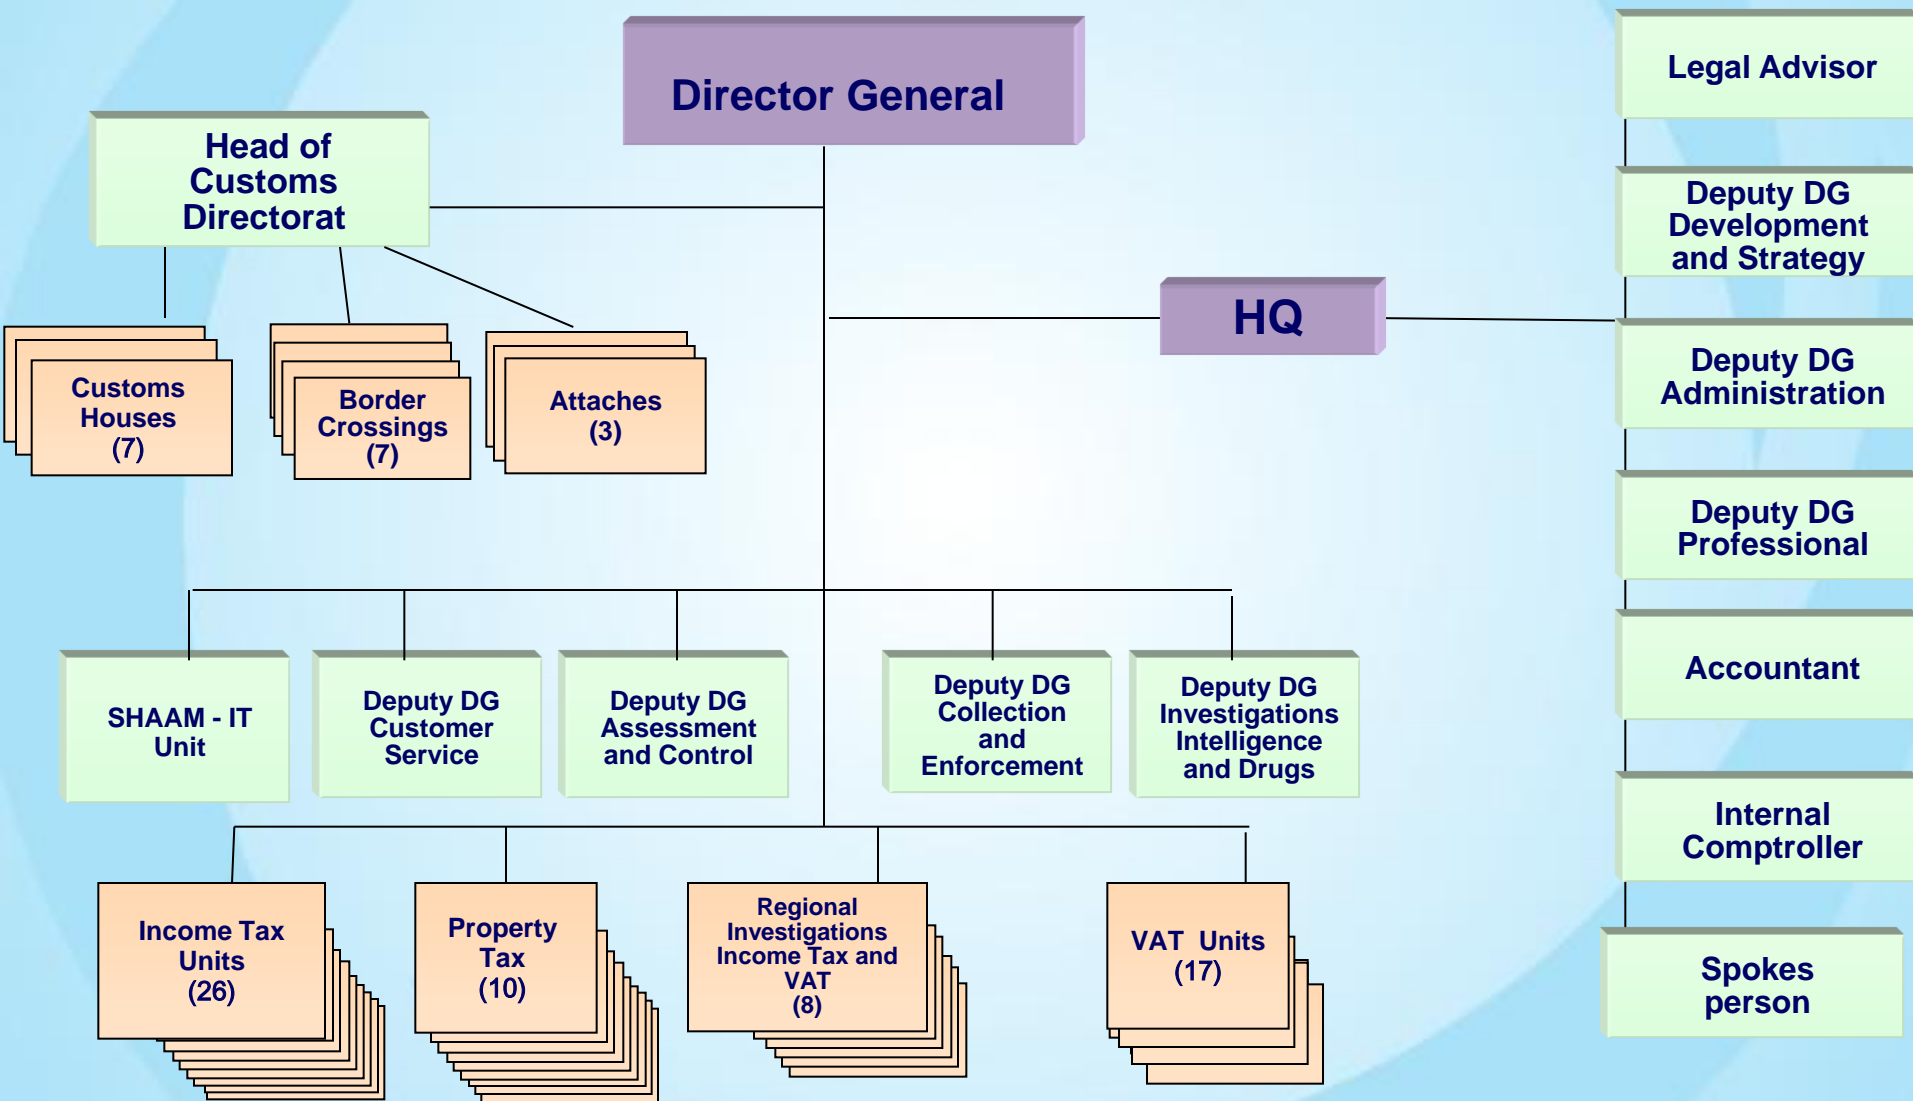 Director General
Head of
Customs
Directorat
HQ
Customs
Houses
(7)
Border
Crossings
(7)
Attaches
(3)
Legal Advisor
Deputy DG
Development
and Strategy
Deputy DG
Administration
Deputy DG
Professional
Accountant
Internal
Comptroller
Spokes
person
SHAAM - IT
Unit
Deputy DG
Customer
Service
Deputy DG
Assessment
and Control
Deputy DG
Collection
and
Enforcement
Deputy DG
Investigations
Intelligence
and Drugs
Income Tax
Units
(26)
Property
Tax
(10)
Regional
Investigations
Income Tax and
VAT
(8)
VAT  Units
(17)